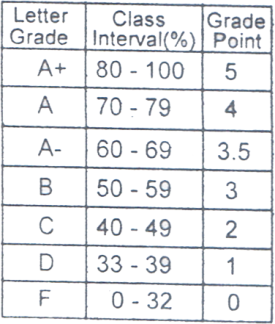 Letter Grade Class Interval(%) Grade Point
A+ 80 - 100 5
A 70 - 79 4
A- 60 - 69 3.5
B 50 - 59 3
C 40 - 49 2
D 33 - 39 1
F 0 - 32 0